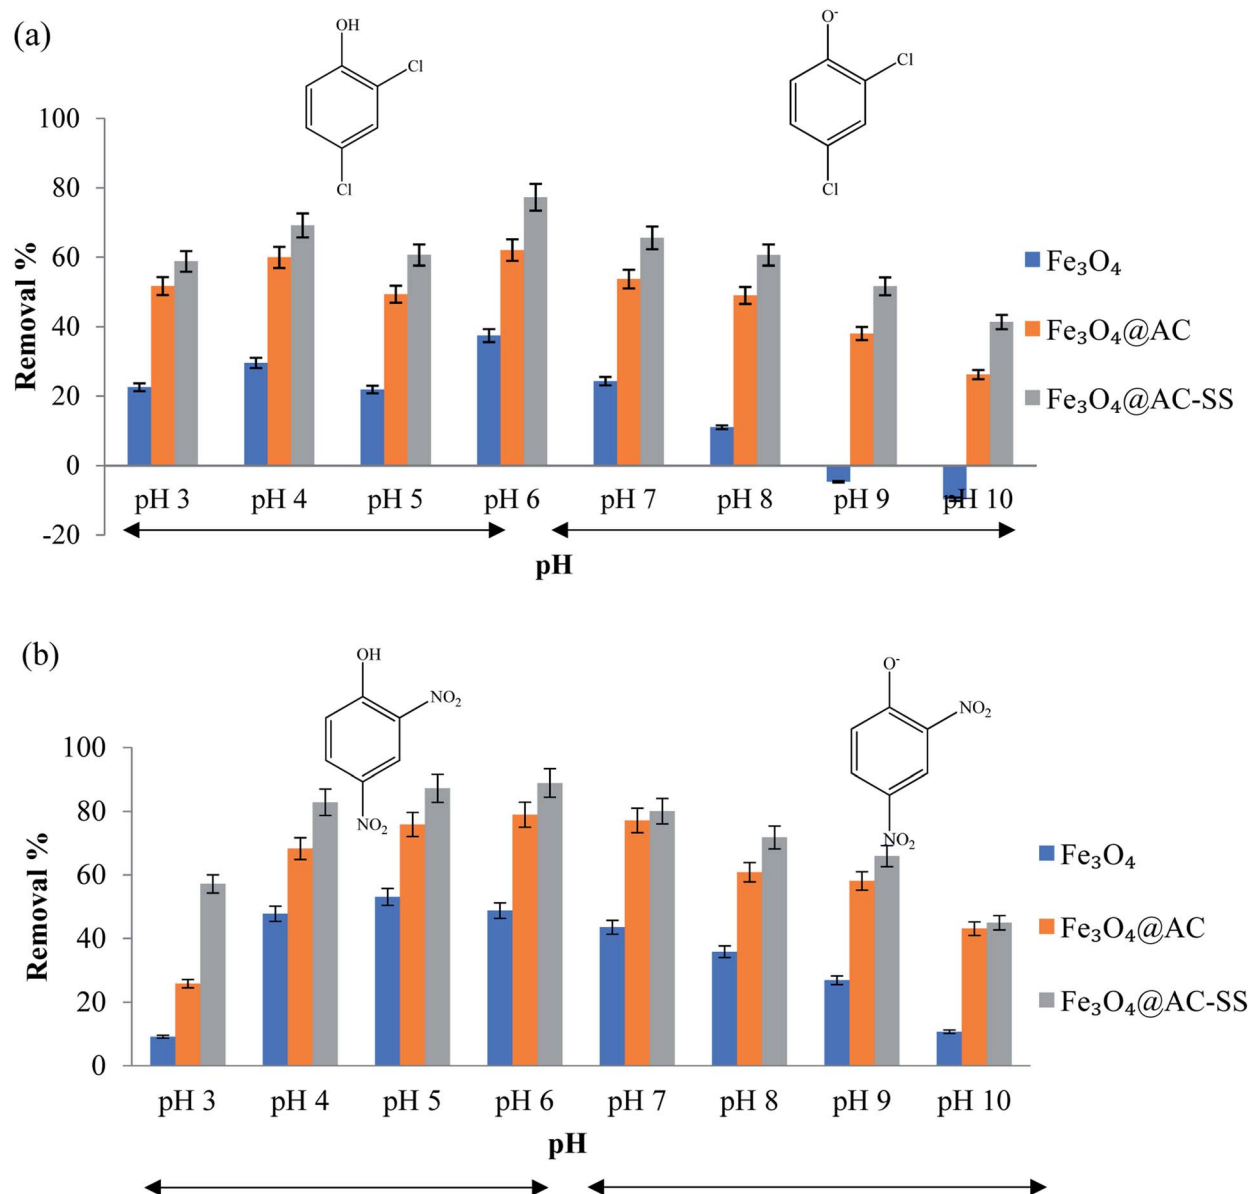 (a)
OH
Cl
Cl
O-
Cl
Cl
Removal %
100
80
60
40
20
0
-20
pH 3 pH 4 pH 5 pH 6 pH 7 pH 8 pH 9 pH 10
pH
Fe₃O₄
Fe₃O₄@AC
Fe₃O₄@AC-SS
(b)
OH
NO₂
NO₂
O-
NO₂
NO₂
Removal %
100
80
60
40
20
0
pH 3 pH 4 pH 5 pH 6 pH 7 pH 8 pH 9 pH 10
pH
Fe₃O₄
Fe₃O₄@AC
Fe₃O₄@AC-SS